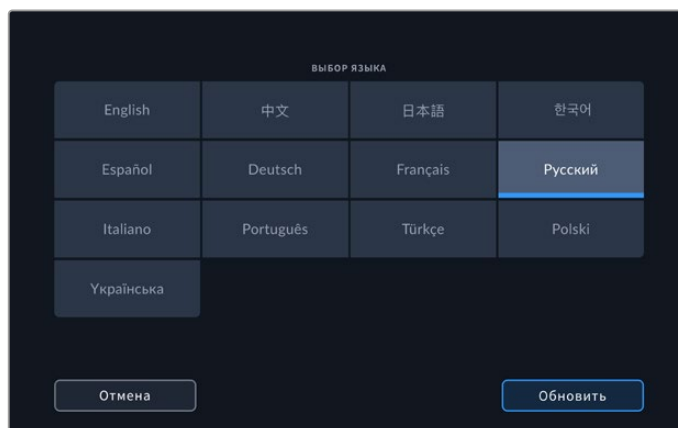 ВЫБОР ЯЗЫКА
English 中文 日本語 한국어
Español Deutsch Français Русский
Italiano Português Türkçe Polski
Українська
Отмена Обновить